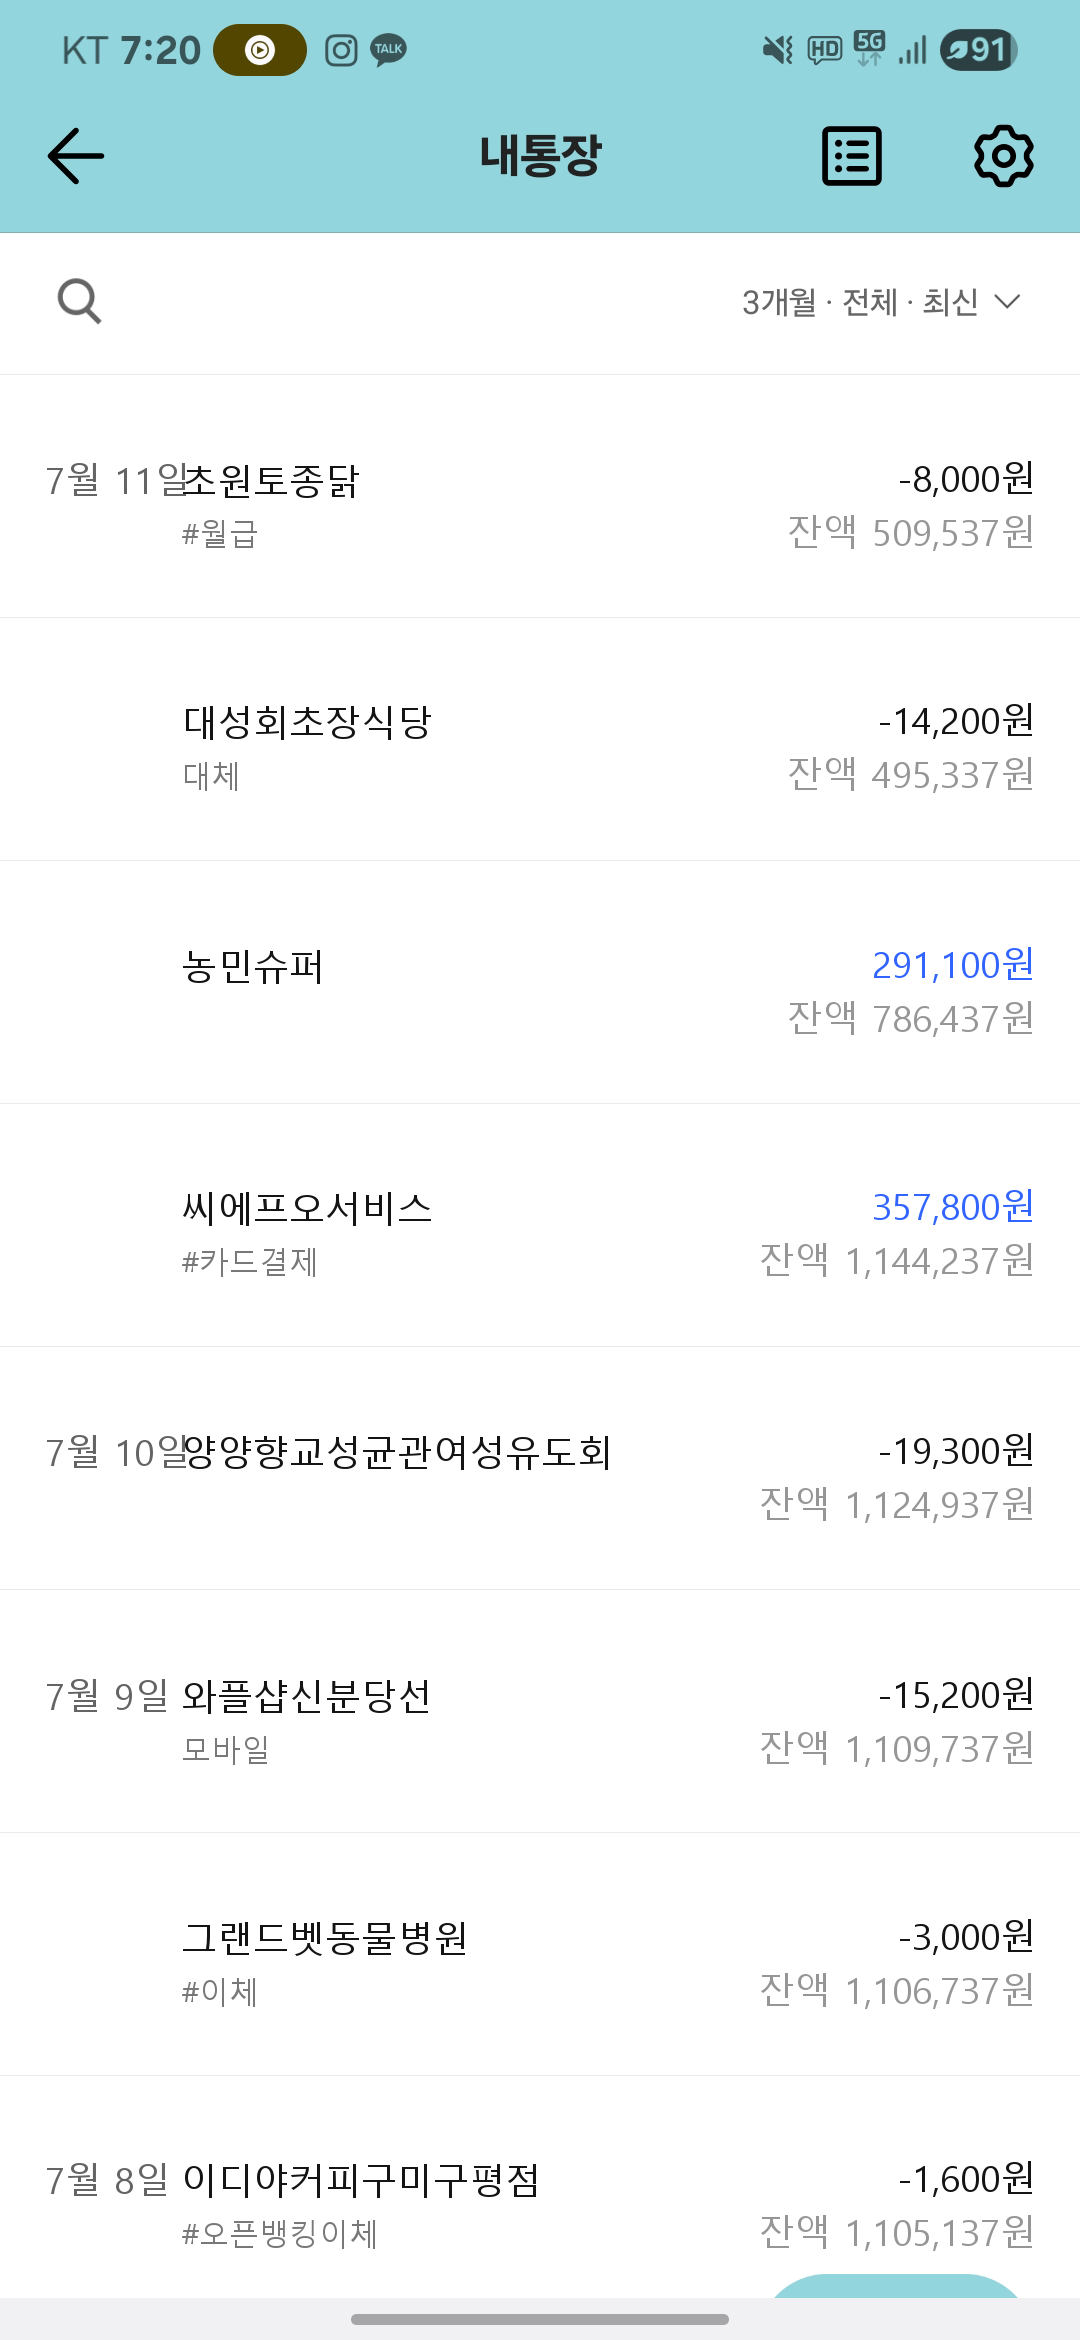 KT 7:20 TALK HD 5G 91
내통장
3개월 · 전체 · 최신
7월 11일 초원토종닭 -8,000원
#월급 잔액 509,537원
대성회초장식당 -14,200원
대체 잔액 495,337원
농민슈퍼 291,100원
잔액 786,437원
씨에프오서비스 357,800원
#카드결제 잔액 1,144,237원
7월 10일 양양향교성균관여성유도회 -19,300원
잔액 1,124,937원
7월 9일 와플샵신분당선 -15,200원
모바일 잔액 1,109,737원
그랜드벳동물병원 -3,000원
#이체 잔액 1,106,737원
7월 8일 이디야커피구미구평점 -1,600원
#오픈뱅킹이체 잔액 1,105,137원